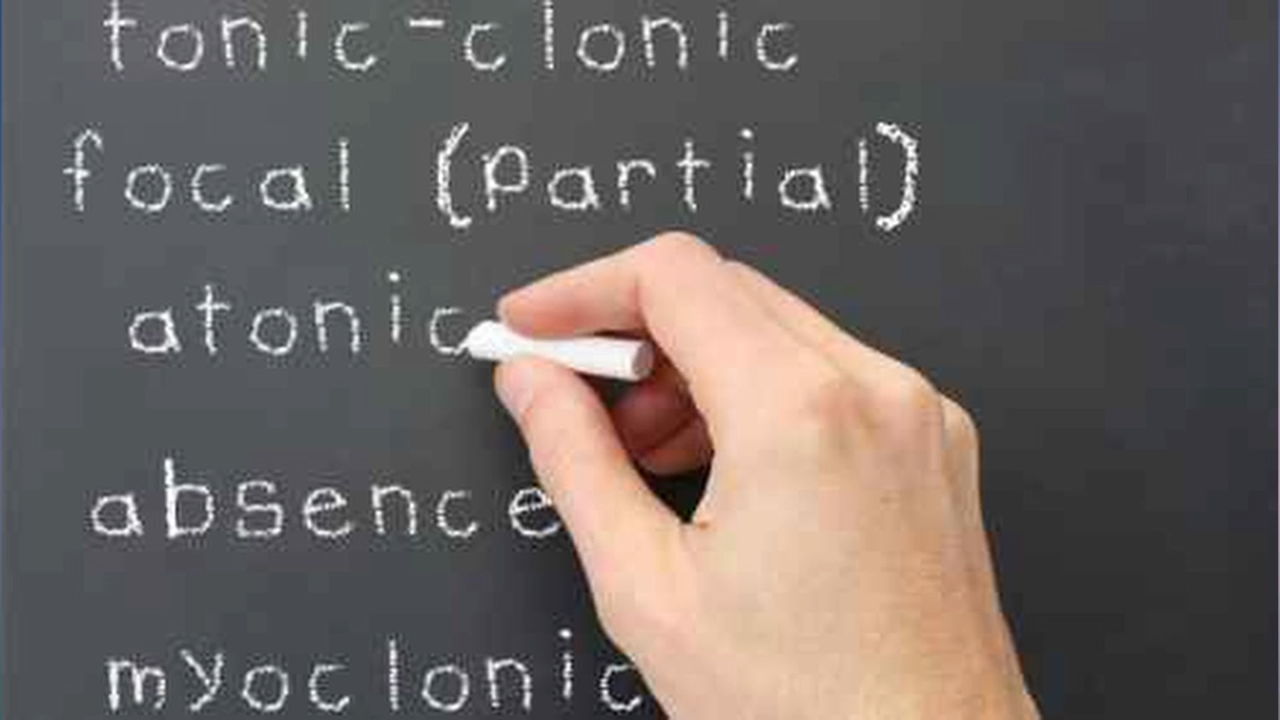 tonic-clonic
focal (partial)
atonic
absence
myoclonic